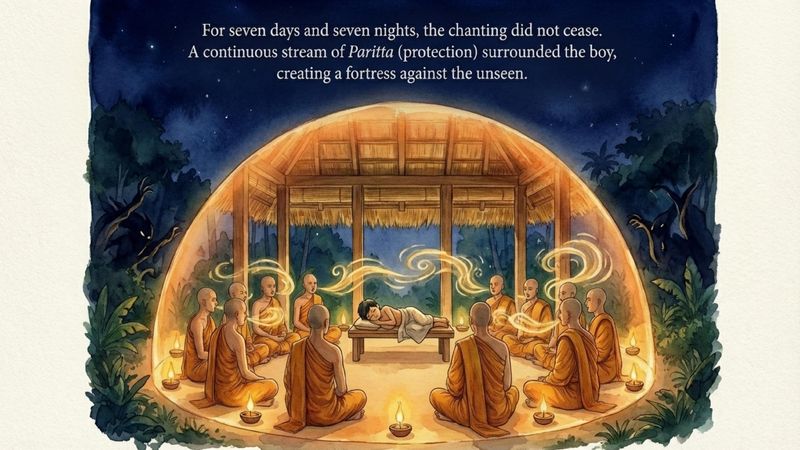 For seven days and seven nights, the chanting did not cease.
A continuous stream of Paritta (protection) surrounded the boy,
creating a fortress against the unseen.